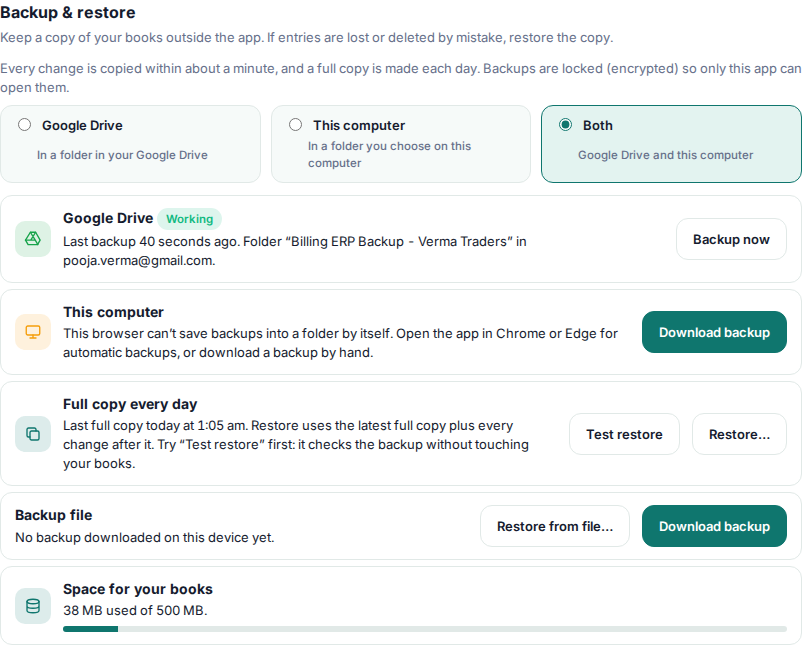 Backup & restore
Keep a copy of your books outside the app. If entries are lost or deleted by mistake, restore the copy.
Every change is copied within about a minute, and a full copy is made each day. Backups are locked (encrypted) so only this app can
open them.
Google Drive
In a folder in your Google Drive
This computer
In a folder you choose on this
computer
Both
Google Drive and this computer
Google Drive Working
Last backup 40 seconds ago. Folder “Billing ERP Backup - Verma Traders” in
pooja.verma@gmail.com.
Backup now
This computer
This browser can’t save backups into a folder by itself. Open the app in Chrome or Edge for
automatic backups, or download a backup by hand.
Download backup
Full copy every day
Last full copy today at 1:05 am. Restore uses the latest full copy plus every
change after it. Try “Test restore” first: it checks the backup without touching
your books.
Test restore
Restore...
Backup file
No backup downloaded on this device yet.
Restore from file...
Download backup
Space for your books
38 MB used of 500 MB.